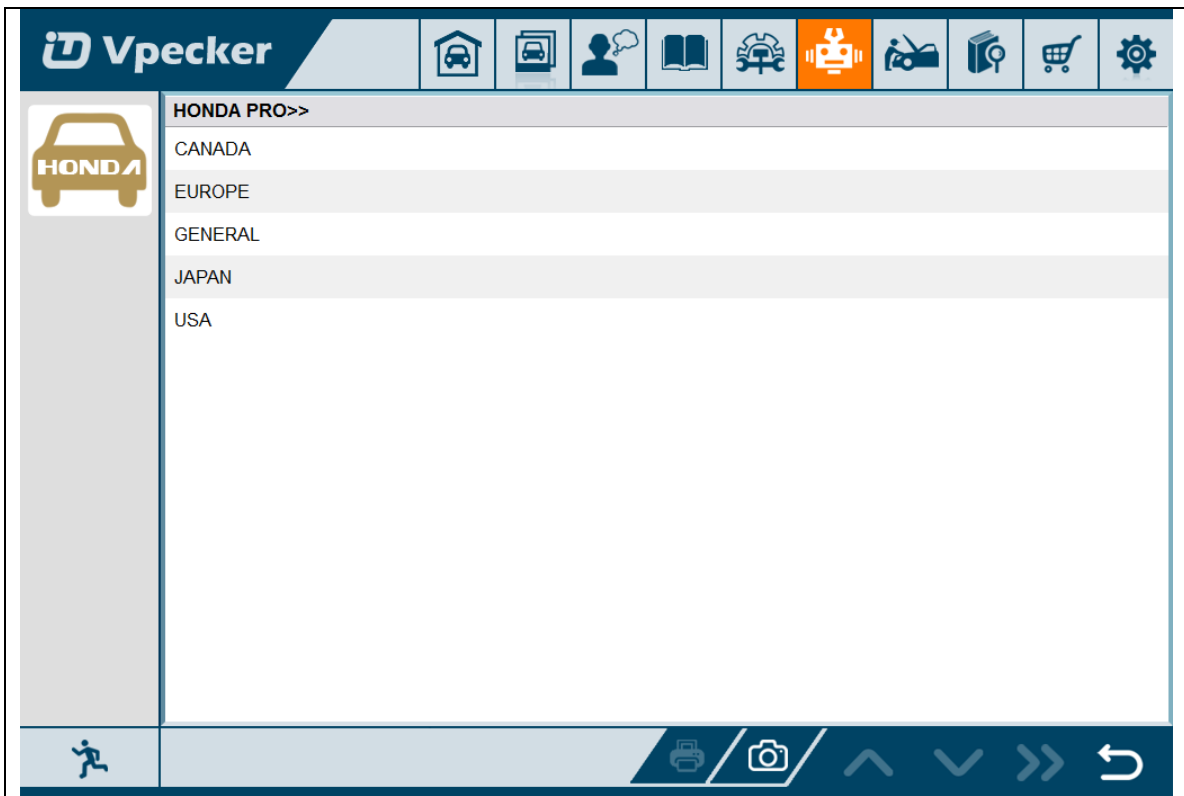 Vpecker
HONDA PRO>>
HONDA
CANADA
EUROPE
GENERAL
JAPAN
USA